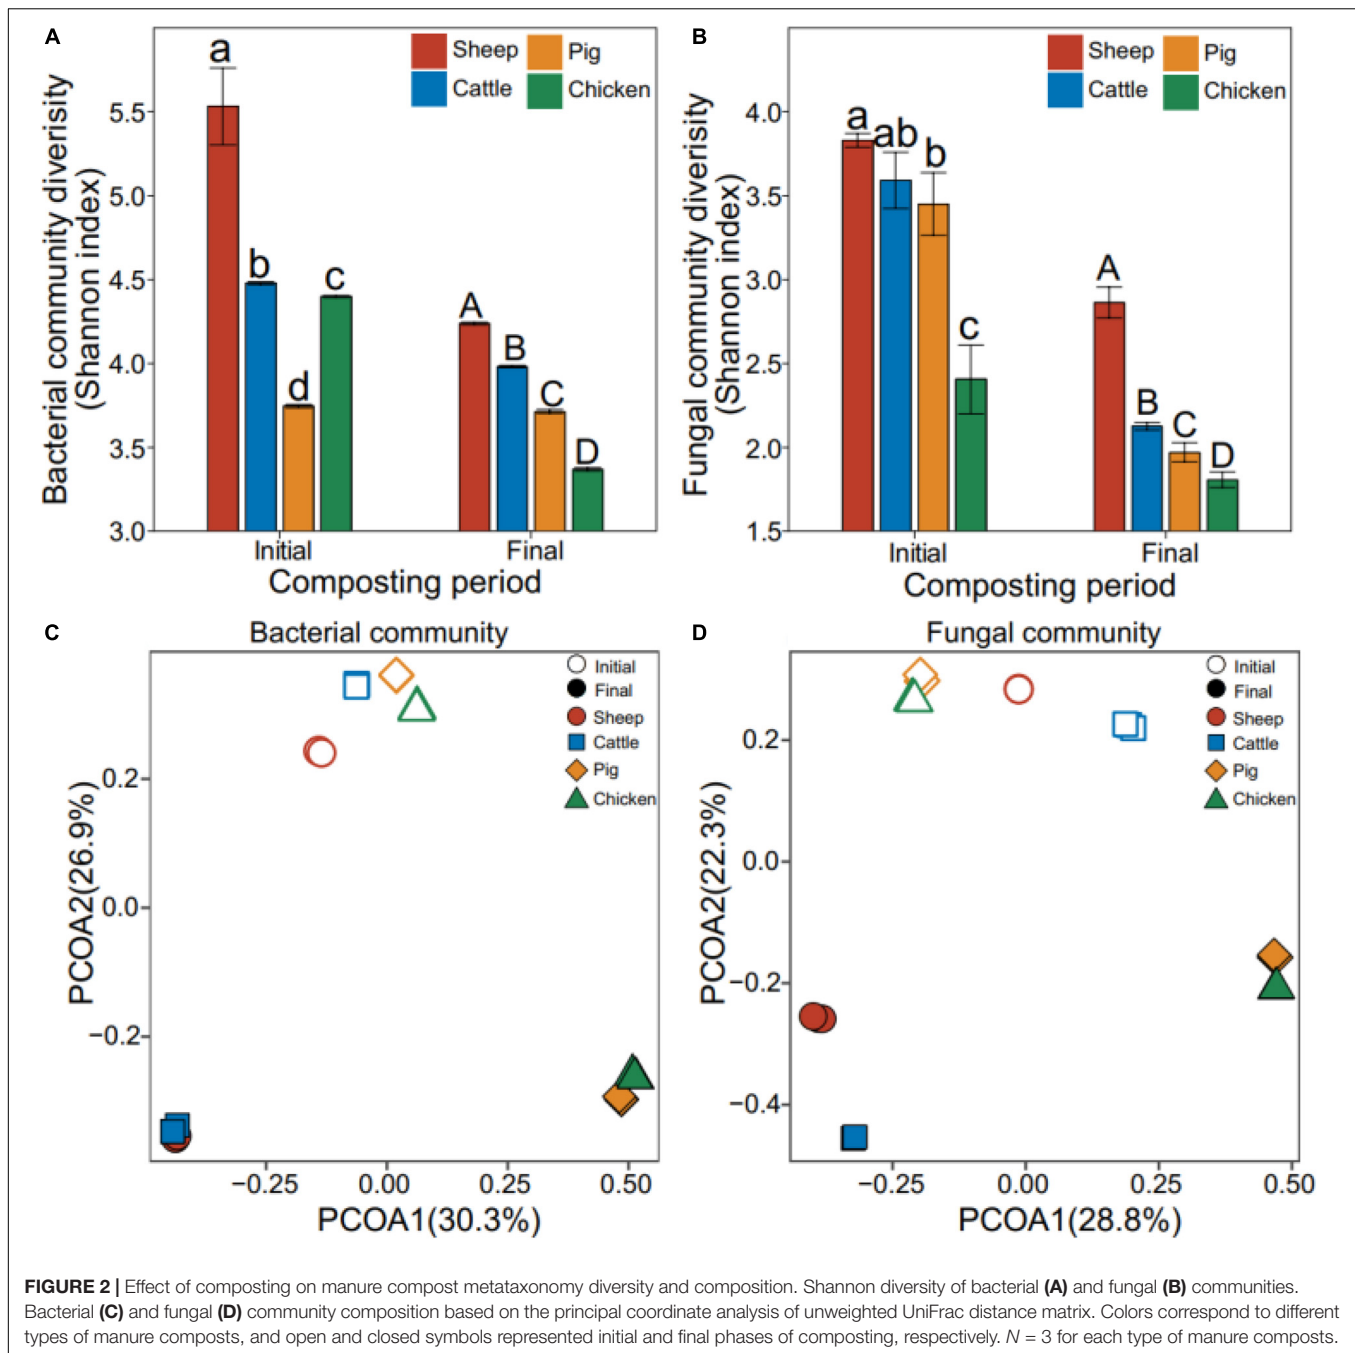 A
Sheep
Pig
Cattle
Chicken
Bacterial community diverisity
(Shannon index)
5.5
5.0
4.5
4.0
3.5
3.0
a
b
d
c
A
B
C
D
Initial
Final
Composting period
B
Sheep
Pig
Cattle
Chicken
Fungal community diverisity
(Shannon index)
4.0
3.5
3.0
2.5
2.0
1.5
a
ab
b
c
A
B
C
D
Initial
Final
Composting period
C
Bacterial community
Initial
Final
Sheep
Cattle
Pig
Chicken
PCOA2(26.9%)
0.2
0.0
−0.2
−0.25
0.00
0.25
0.50
PCOA1(30.3%)
D
Fungal community
Initial
Final
Sheep
Cattle
Pig
Chicken
PCOA2(22.3%)
0.2
0.0
−0.2
−0.4
−0.25
0.00
0.25
0.50
PCOA1(28.8%)
FIGURE 2 | Effect of composting on manure compost metataxonomy diversity and composition. Shannon diversity of bacterial (A) and fungal (B) communities.
Bacterial (C) and fungal (D) community composition based on the principal coordinate analysis of unweighted UniFrac distance matrix. Colors correspond to different
types of manure composts, and open and closed symbols represented initial and final phases of composting, respectively. N = 3 for each type of manure composts.